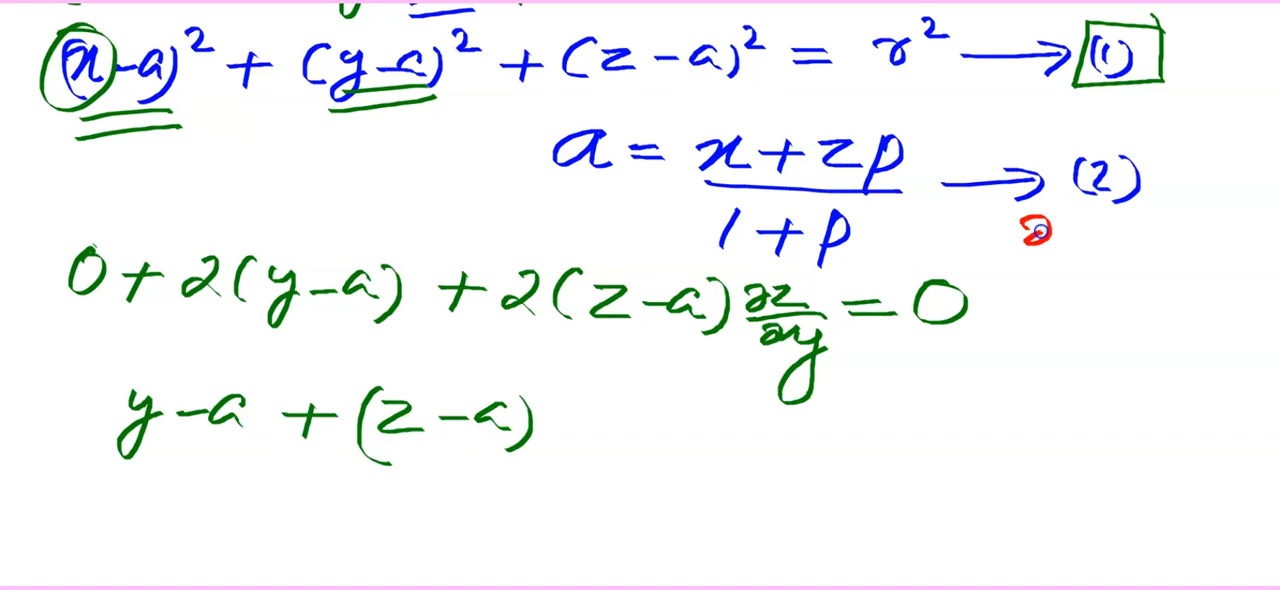 (x-a)² + (y-a)² + (z-a)² = r² → (1)
a = x+zp / 1+p → (2)
0 + 2(y-a) + 2(z-a) ∂z/∂y = 0
y-a + (z-a)